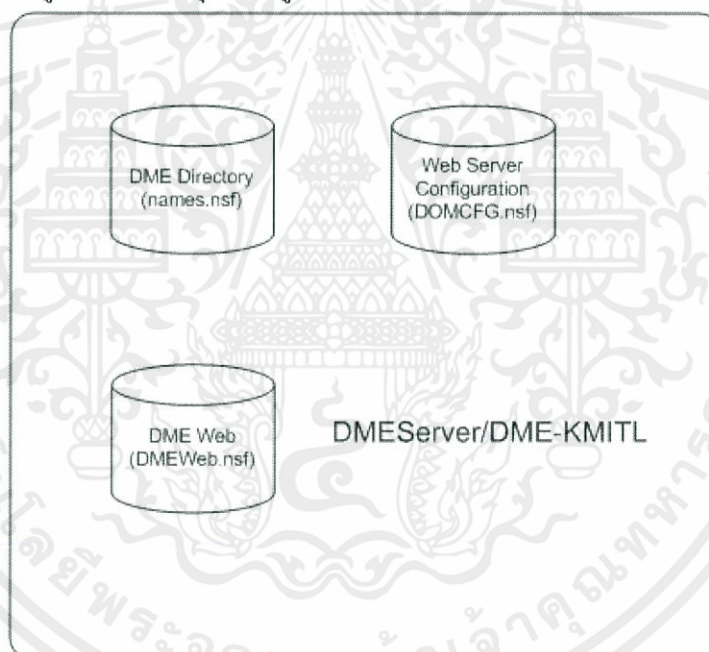 DME Directory
(names.nsf)
Web Server
Configuration
(DOMCFG.nsf)
DME Web
(DMEWeb.nsf)
DMEServer/DME-KMITL